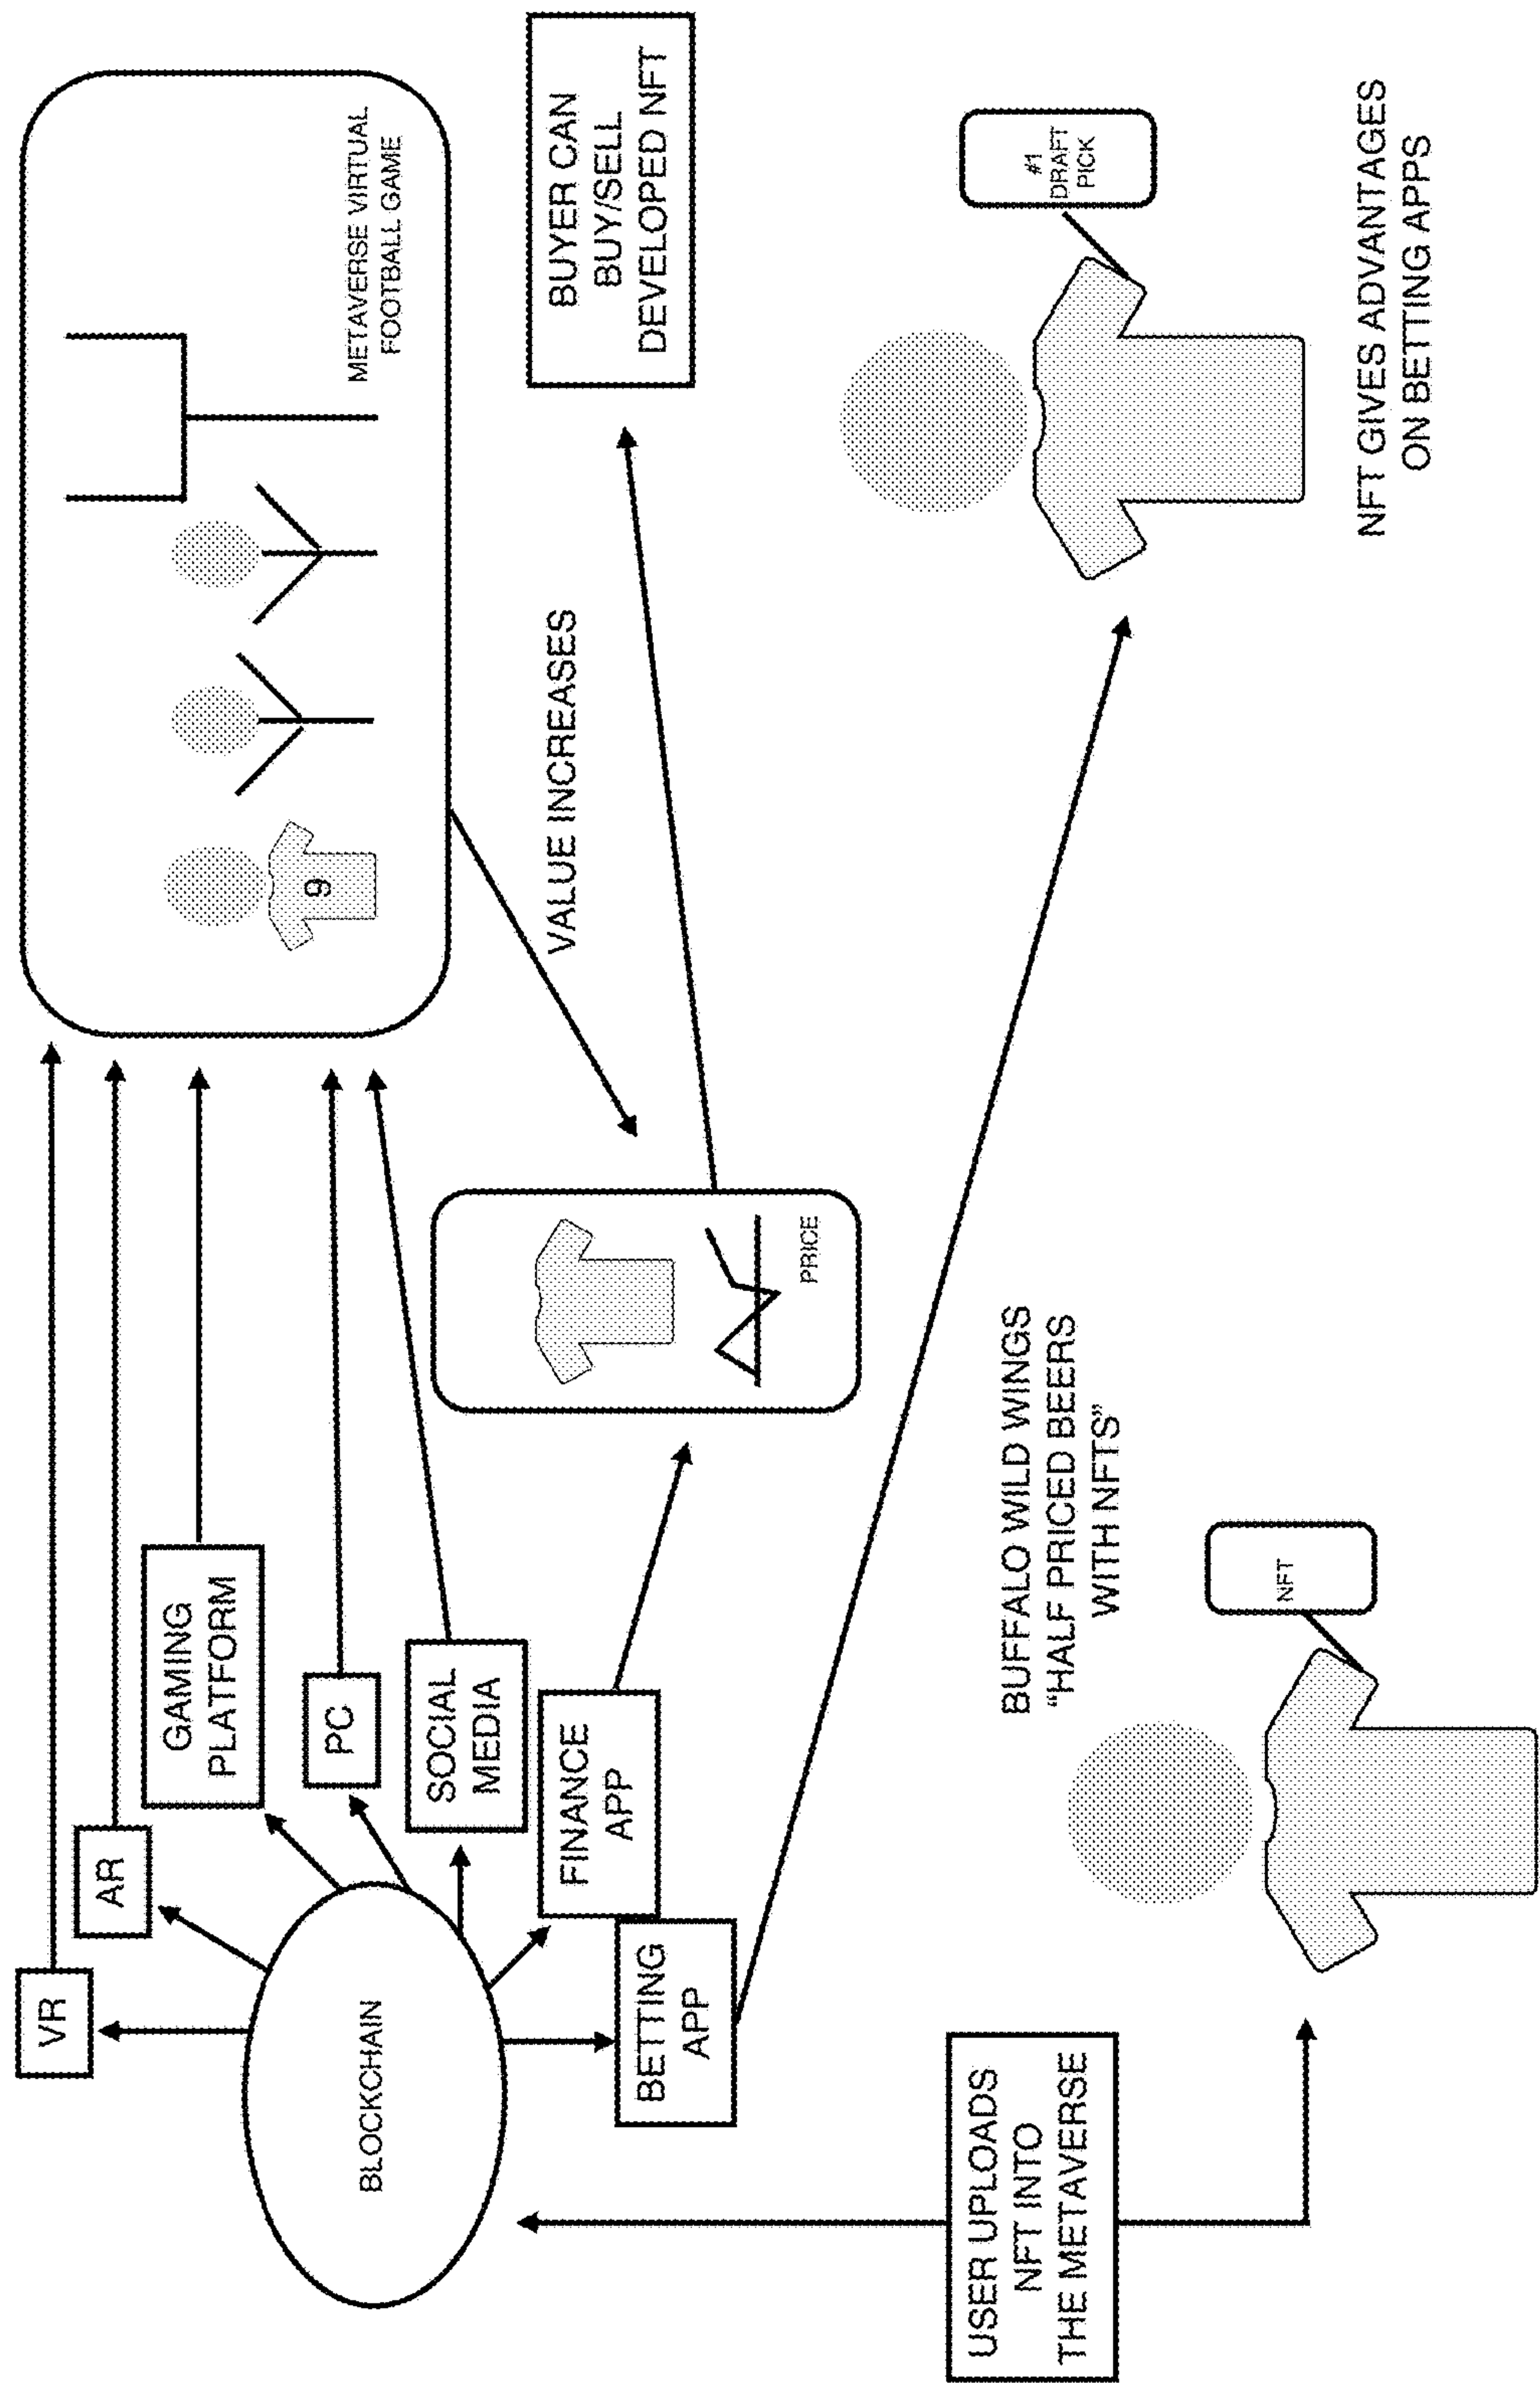 VR
AR
GAMING
PLATFORM
PC
SOCIAL
MEDIA
FINANCE
APP
BETTING
APP
BLOCKCHAIN
USER UPLOADS
NFT INTO
THE METAVERSE
METAVERSE VIRTUAL
FOOTBALL GAME
9
VALUE INCREASES
PRICE
BUYER CAN
BUY/SELL
DEVELOPED NFT
BUFFALO WILD WINGS
“HALF PRICED BEERS
WITH NFTS”
NFT
#1
DRAFT
PICK
NFT GIVES ADVANTAGES
ON BETTING APPS